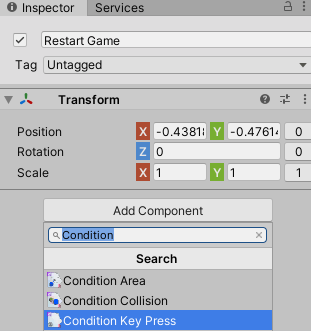 Inspector Services
Restart Game
Tag Untagged
Transform
Position X -0.4381 Y -0.4761 0
Rotation Z 0 0
Scale X 1 Y 1 1
Add Component
Condition
Search
Condition Area
Condition Collision
Condition Key Press